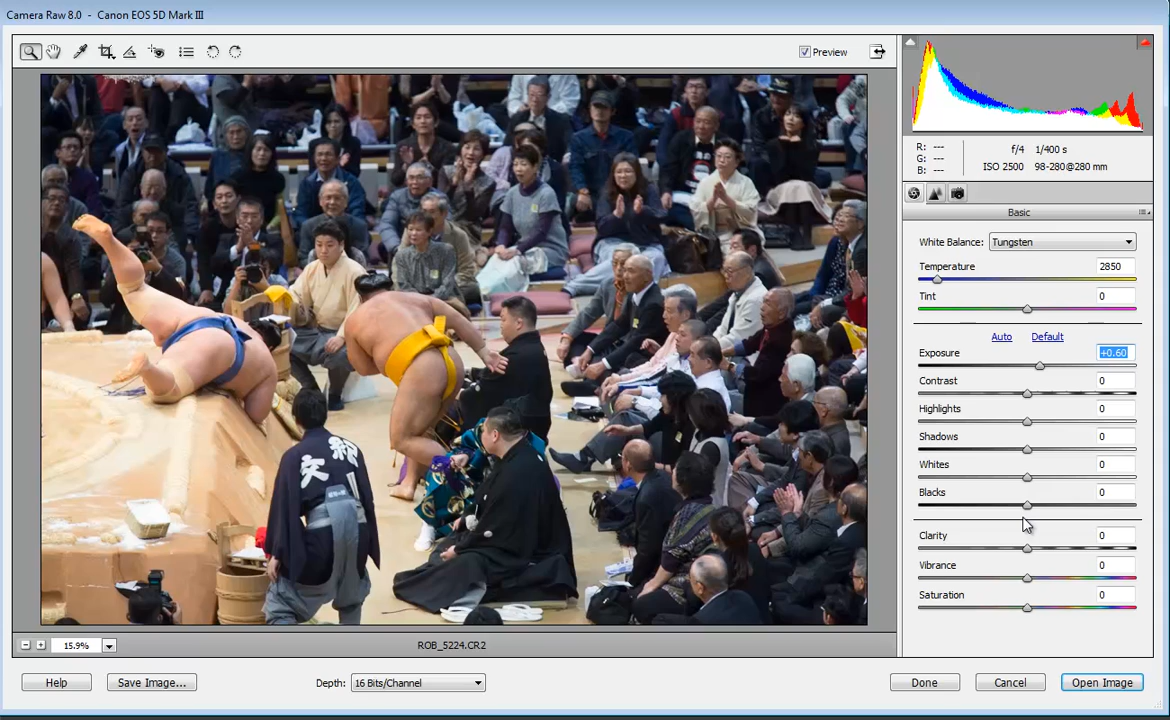 Camera Raw 8.0 - Canon EOS 5D Mark III
Preview
R: ---
G: ---
B: ---
f/4 1/400 s
ISO 2500 98-280@280 mm
Basic
White Balance: Tungsten
Temperature 2850
Tint 0
Auto Default
Exposure +0.60
Contrast 0
Highlights 0
Shadows 0
Whites 0
Blacks 0
Clarity 0
Vibrance 0
Saturation 0
紀
文
15.9%
ROB_5224.CR2
Help
Save Image...
Depth: 16 Bits/Channel
Done
Cancel
Open Image